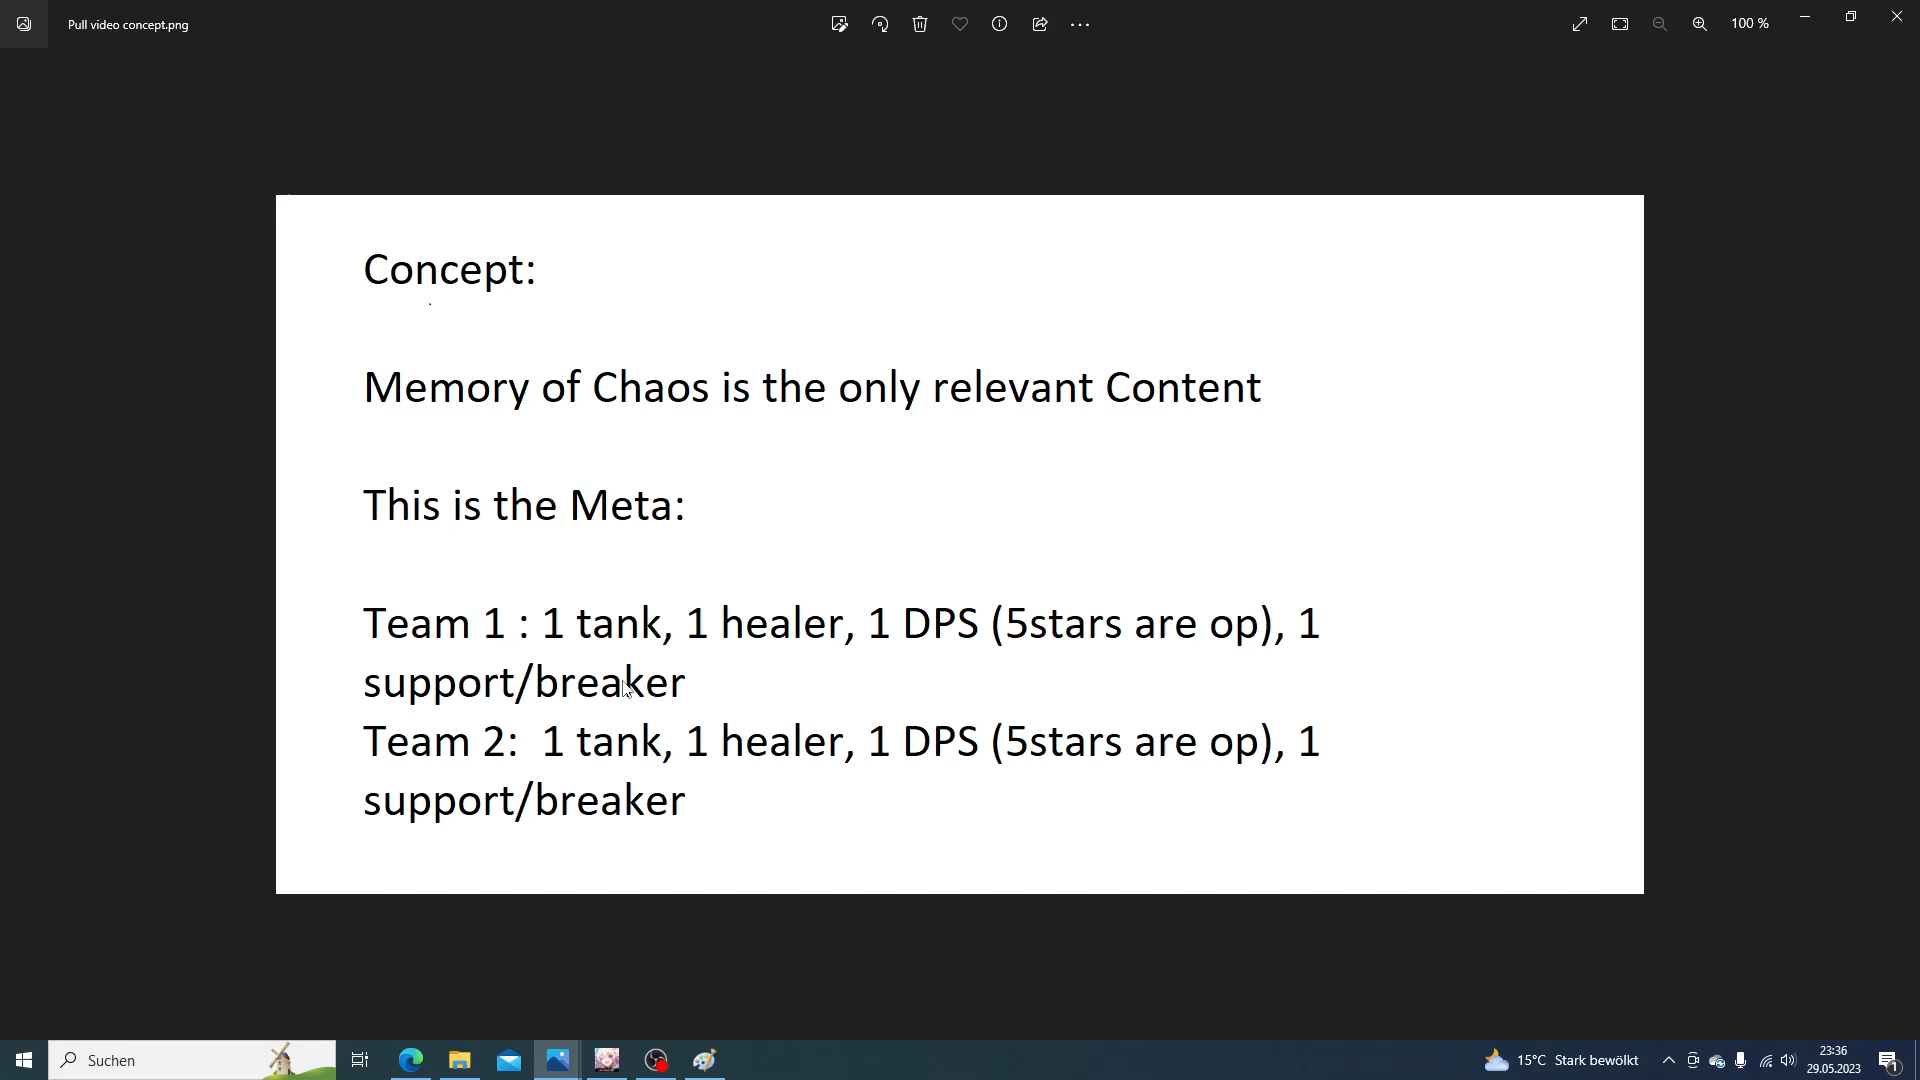 Pull video concept.png
100 %
Concept:
Memory of Chaos is the only relevant Content
This is the Meta:
Team 1 : 1 tank, 1 healer, 1 DPS (5stars are op), 1
support/breaker
Team 2:  1 tank, 1 healer, 1 DPS (5stars are op), 1
support/breaker
Suchen
15°C Stark bewölkt
23:36
29.05.2023
1